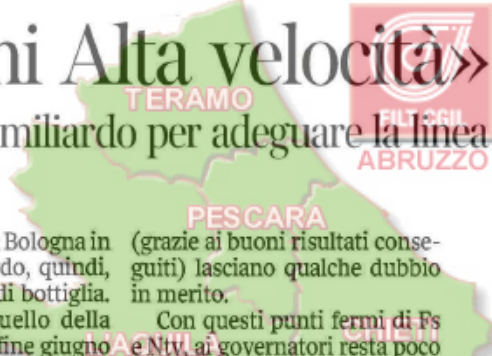 ni Alta velocità»
miliardo per adeguare la linea
TERAMO
FILT CGIL
ABRUZZO
PESCARA
L'AQUILA
CHIETI
Bologna in
do, quindi,
di bottiglia.
uello della
fine giugno
(grazie ai buoni risultati conse-
guiti) lasciano qualche dubbio
in merito.
Con questi punti fermi di Fs
e Ntv, ai governatori resta poco